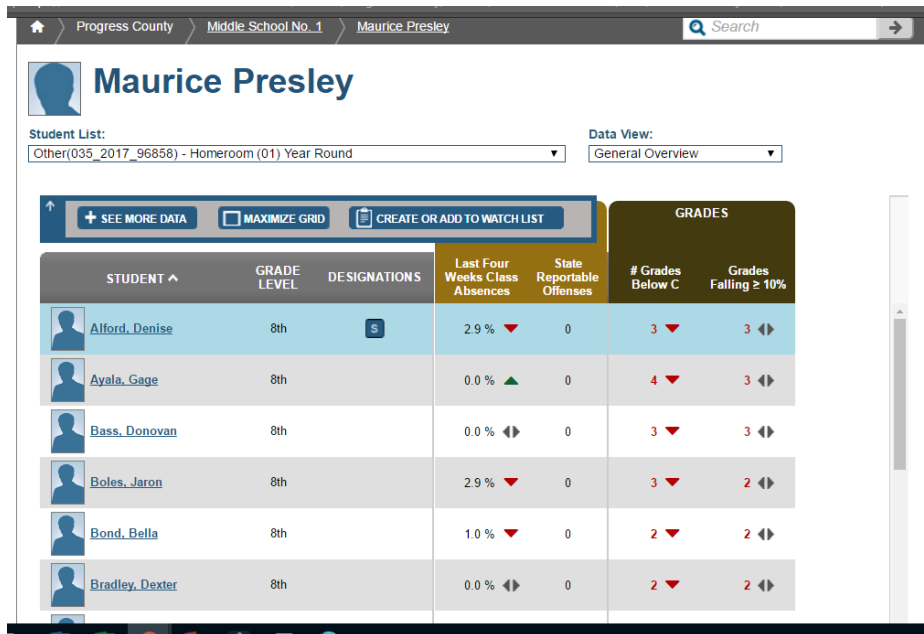 Progress County Middle School No. 1 Maurice Presley Search
Maurice Presley
Student List: Data View:
Other(035_2017_96858) - Homeroom (01) Year Round General Overview
SEE MORE DATA MAXIMIZE GRID CREATE OR ADD TO WATCH LIST GRADES
STUDENT GRADE LEVEL DESIGNATIONS Last Four Weeks Class Absences State Reportable Offenses # Grades Below C Grades Falling ≥ 10%
Alford, Denise 8th S 2.9 % 0 3 3
Ayala, Gage 8th 0.0 % 0 4 3
Bass, Donovan 8th 0.0 % 0 3 3
Boles, Jaron 8th 2.9 % 0 3 2
Bond, Bella 8th 1.0 % 0 2 2
Bradley, Dexter 8th 0.0 % 0 2 2